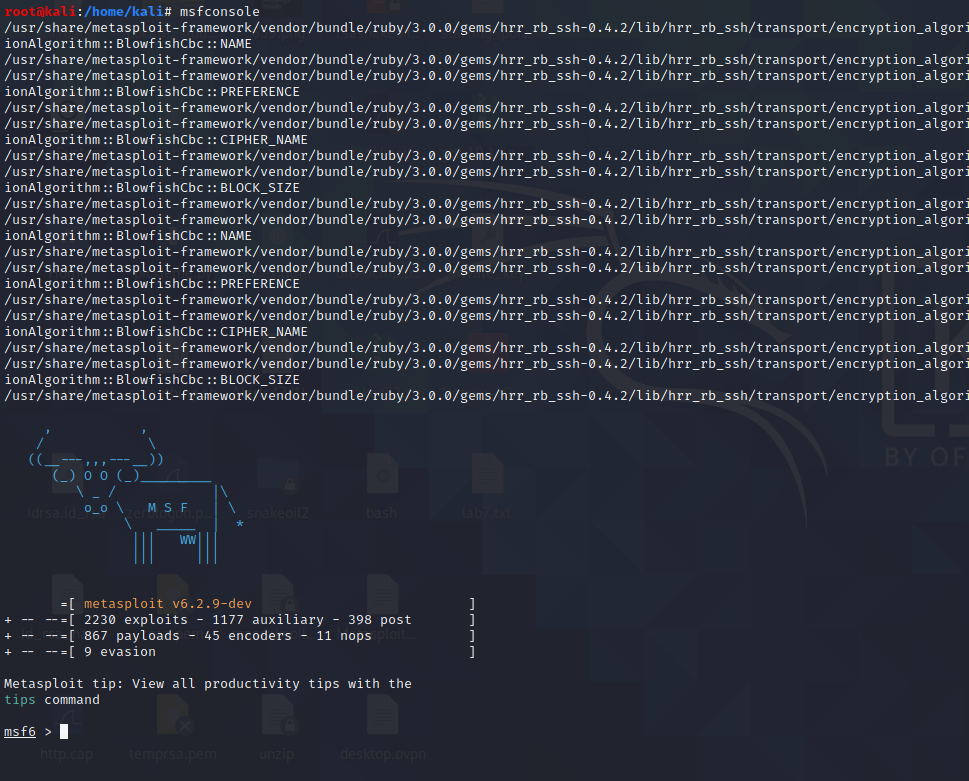 root@kali:/home/kali# msfconsole
/usr/share/metasploit-framework/vendor/bundle/ruby/3.0.0/gems/hrr_rb_ssh-0.4.2/lib/hrr_rb_ssh/transport/encryption_algori
ionAlgorithm::BlowfishCbc::NAME
/usr/share/metasploit-framework/vendor/bundle/ruby/3.0.0/gems/hrr_rb_ssh-0.4.2/lib/hrr_rb_ssh/transport/encryption_algori
/usr/share/metasploit-framework/vendor/bundle/ruby/3.0.0/gems/hrr_rb_ssh-0.4.2/lib/hrr_rb_ssh/transport/encryption_algori
ionAlgorithm::BlowfishCbc::PREFERENCE
/usr/share/metasploit-framework/vendor/bundle/ruby/3.0.0/gems/hrr_rb_ssh-0.4.2/lib/hrr_rb_ssh/transport/encryption_algori
/usr/share/metasploit-framework/vendor/bundle/ruby/3.0.0/gems/hrr_rb_ssh-0.4.2/lib/hrr_rb_ssh/transport/encryption_algori
ionAlgorithm::BlowfishCbc::CIPHER_NAME
/usr/share/metasploit-framework/vendor/bundle/ruby/3.0.0/gems/hrr_rb_ssh-0.4.2/lib/hrr_rb_ssh/transport/encryption_algori
/usr/share/metasploit-framework/vendor/bundle/ruby/3.0.0/gems/hrr_rb_ssh-0.4.2/lib/hrr_rb_ssh/transport/encryption_algori
ionAlgorithm::BlowfishCbc::BLOCK_SIZE
/usr/share/metasploit-framework/vendor/bundle/ruby/3.0.0/gems/hrr_rb_ssh-0.4.2/lib/hrr_rb_ssh/transport/encryption_algori
/usr/share/metasploit-framework/vendor/bundle/ruby/3.0.0/gems/hrr_rb_ssh-0.4.2/lib/hrr_rb_ssh/transport/encryption_algori
ionAlgorithm::BlowfishCbc::NAME
/usr/share/metasploit-framework/vendor/bundle/ruby/3.0.0/gems/hrr_rb_ssh-0.4.2/lib/hrr_rb_ssh/transport/encryption_algori
/usr/share/metasploit-framework/vendor/bundle/ruby/3.0.0/gems/hrr_rb_ssh-0.4.2/lib/hrr_rb_ssh/transport/encryption_algori
ionAlgorithm::BlowfishCbc::PREFERENCE
/usr/share/metasploit-framework/vendor/bundle/ruby/3.0.0/gems/hrr_rb_ssh-0.4.2/lib/hrr_rb_ssh/transport/encryption_algori
/usr/share/metasploit-framework/vendor/bundle/ruby/3.0.0/gems/hrr_rb_ssh-0.4.2/lib/hrr_rb_ssh/transport/encryption_algori
ionAlgorithm::BlowfishCbc::CIPHER_NAME
/usr/share/metasploit-framework/vendor/bundle/ruby/3.0.0/gems/hrr_rb_ssh-0.4.2/lib/hrr_rb_ssh/transport/encryption_algori
/usr/share/metasploit-framework/vendor/bundle/ruby/3.0.0/gems/hrr_rb_ssh-0.4.2/lib/hrr_rb_ssh/transport/encryption_algori
ionAlgorithm::BlowfishCbc::BLOCK_SIZE
/usr/share/metasploit-framework/vendor/bundle/ruby/3.0.0/gems/hrr_rb_ssh-0.4.2/lib/hrr_rb_ssh/transport/encryption_algori
BY OF
snakeoil2
bash
lab7.txt
M S F
WW
=[ metasploit v6.2.9-dev ]
+ -- --=[ 2230 exploits - 1177 auxiliary - 398 post ]
+ -- --=[ 867 payloads - 45 encoders - 11 nops ]
+ -- --=[ 9 evasion ]
Metasploit tip: View all productivity tips with the
tips command
msf6 >
http.cap
temprsa.pem
unzip
desktop.ovpn